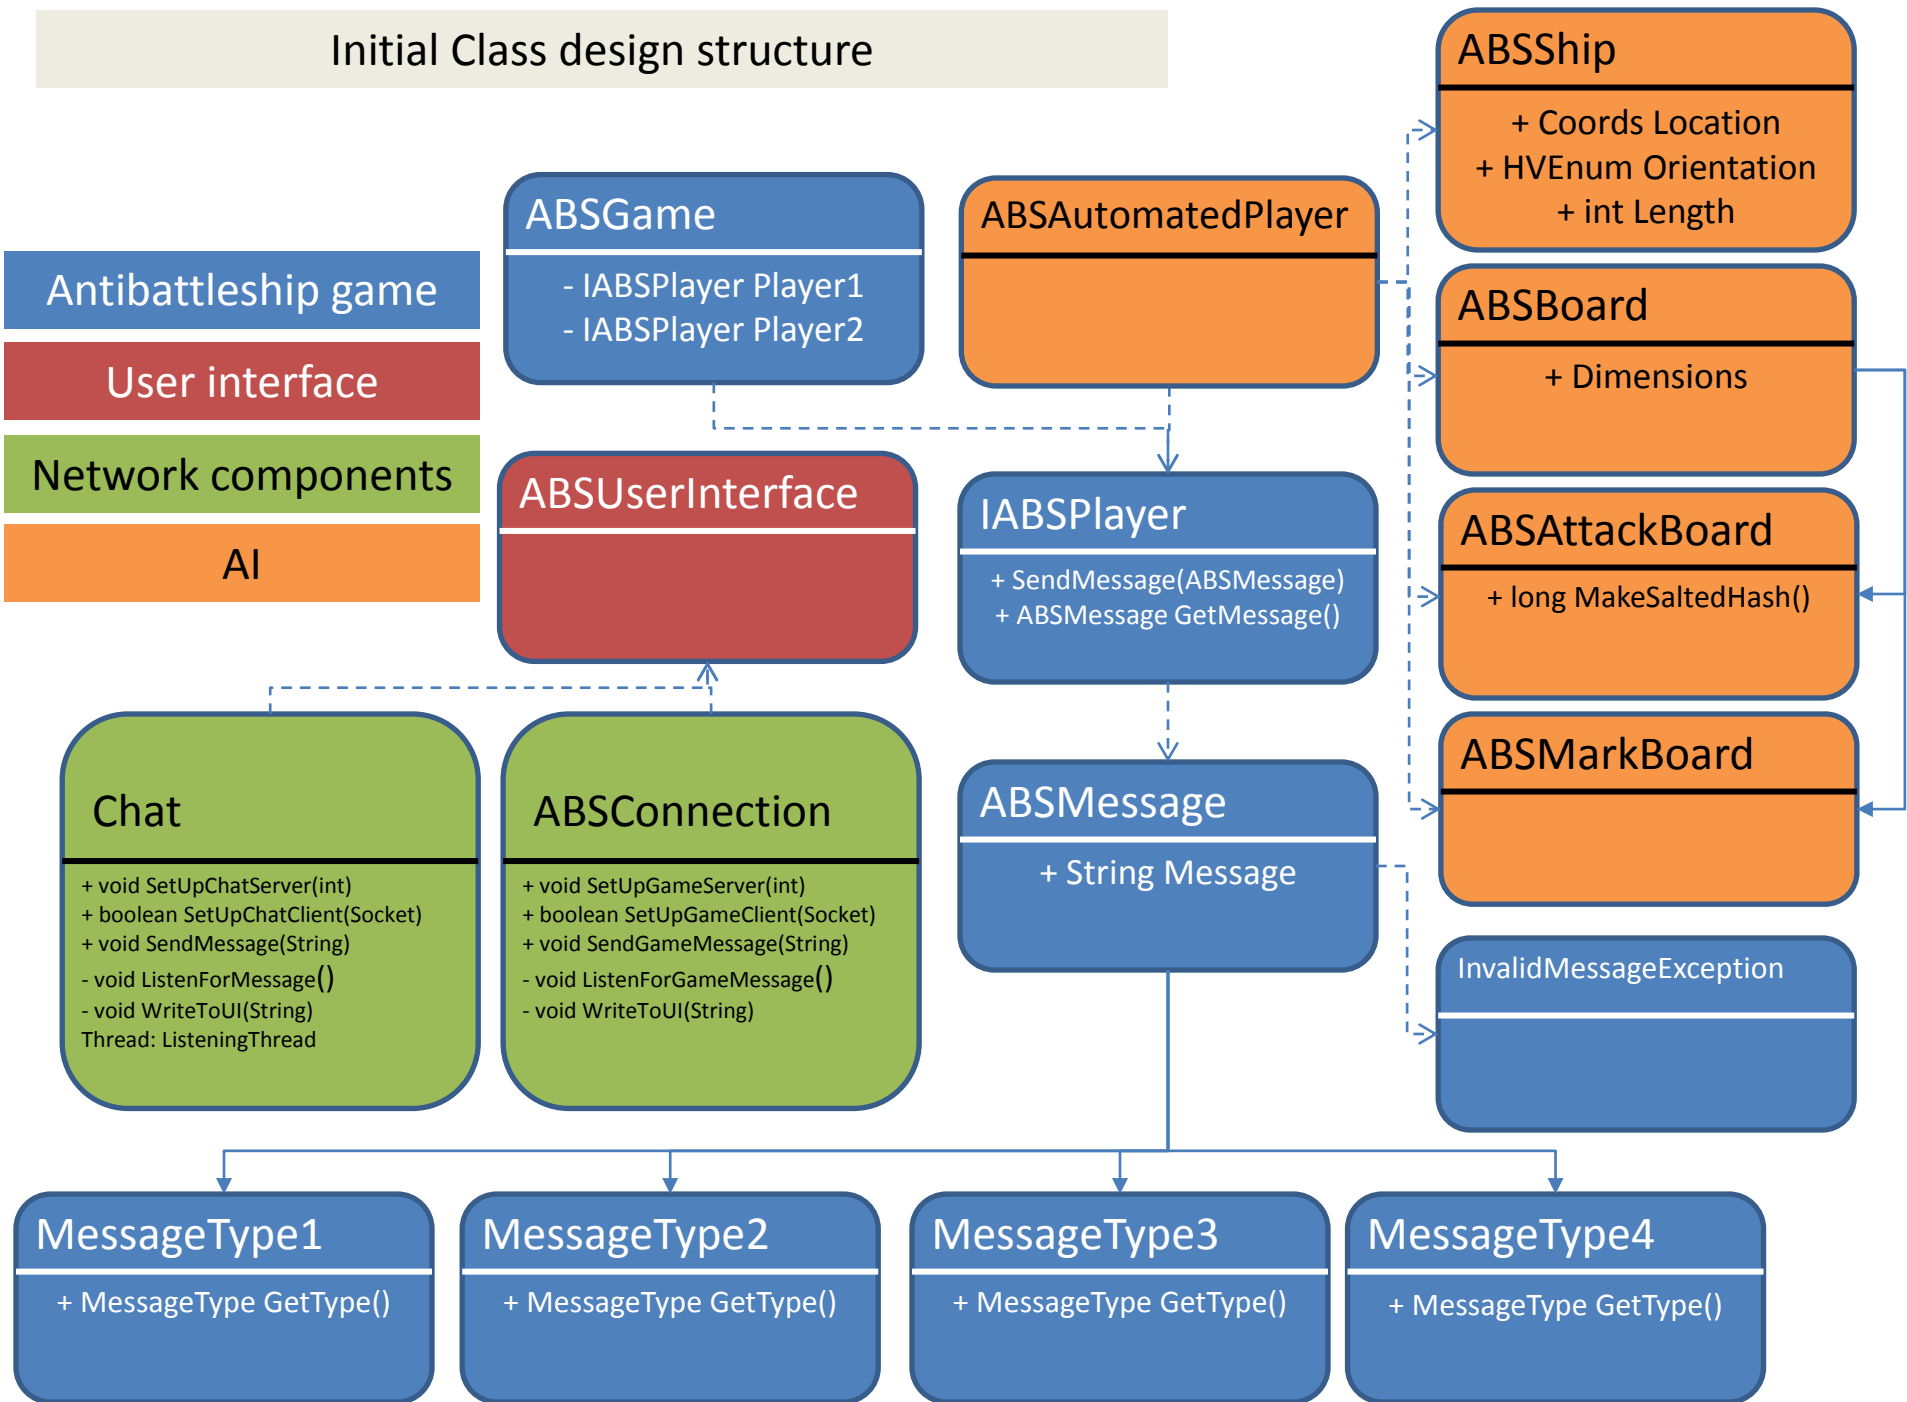 Initial Class design structure
Antibattleship game
User interface
Network components
AI
ABSGame
- IABSPlayer Player1
- IABSPlayer Player2
ABSAutomatedPlayer
ABSShip
+ Coords Location
+ HVEnum Orientation
+ int Length
ABSBoard
+ Dimensions
ABSUserInterface
IABSPlayer
+ SendMessage(ABSMessage)
+ ABSMessage GetMessage()
ABSAttackBoard
+ long MakeSaltedHash()
ABSMarkBoard
Chat
+ void SetUpChatServer(int)
+ boolean SetUpChatClient(Socket)
+ void SendMessage(String)
- void ListenForMessage()
- void WriteToUI(String)
Thread: ListeningThread
ABSConnection
+ void SetUpGameServer(int)
+ boolean SetUpGameClient(Socket)
+ void SendGameMessage(String)
- void ListenForGameMessage()
- void WriteToUI(String)
ABSMessage
+ String Message
InvalidMessageException
MessageType1
+ MessageType GetType()
MessageType2
+ MessageType GetType()
MessageType3
+ MessageType GetType()
MessageType4
+ MessageType GetType()